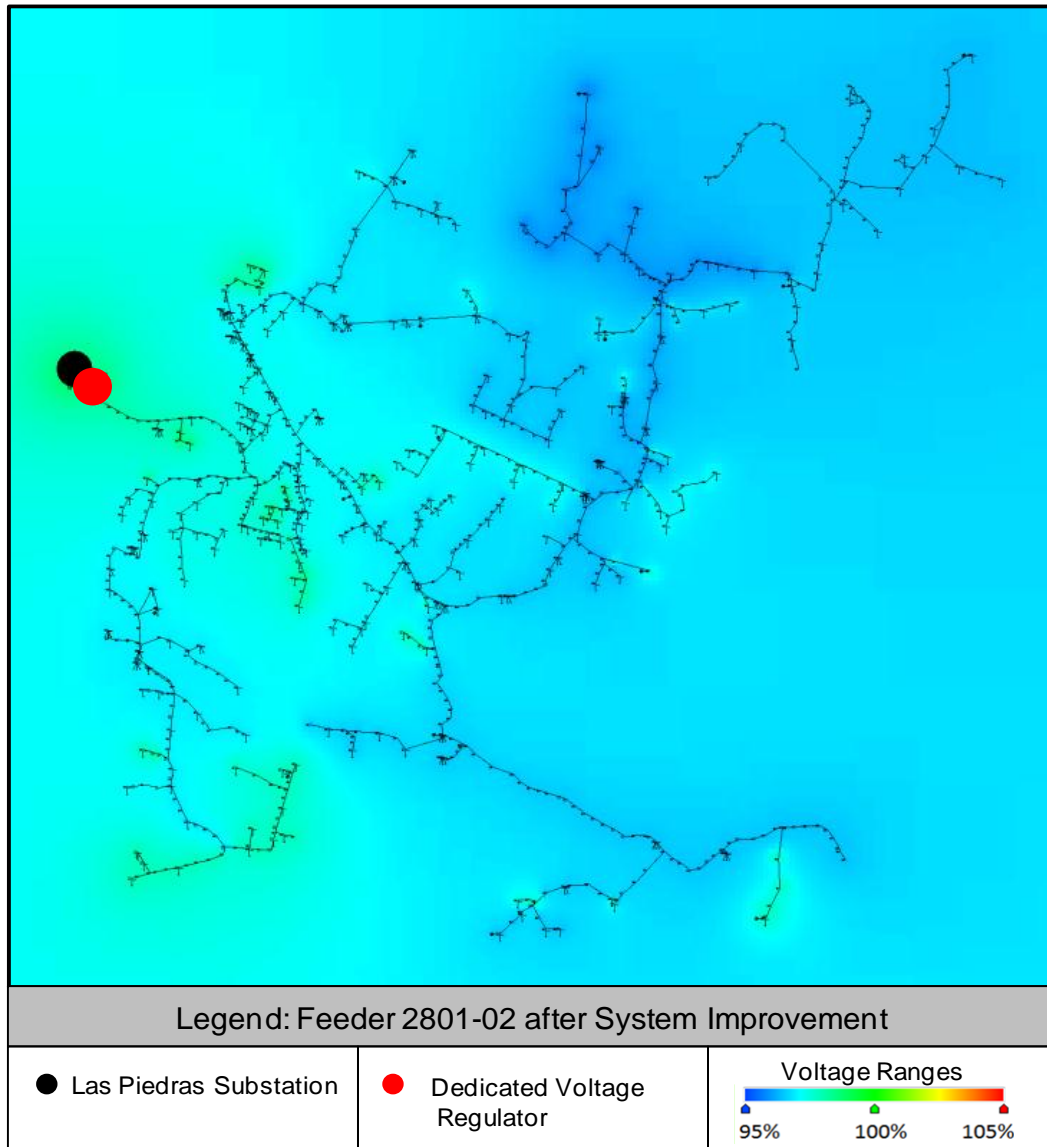 Legend: Feeder 2801-02 after System Improvement
Las Piedras Substation
Dedicated Voltage
Regulator
Voltage Ranges
95% 100% 105%